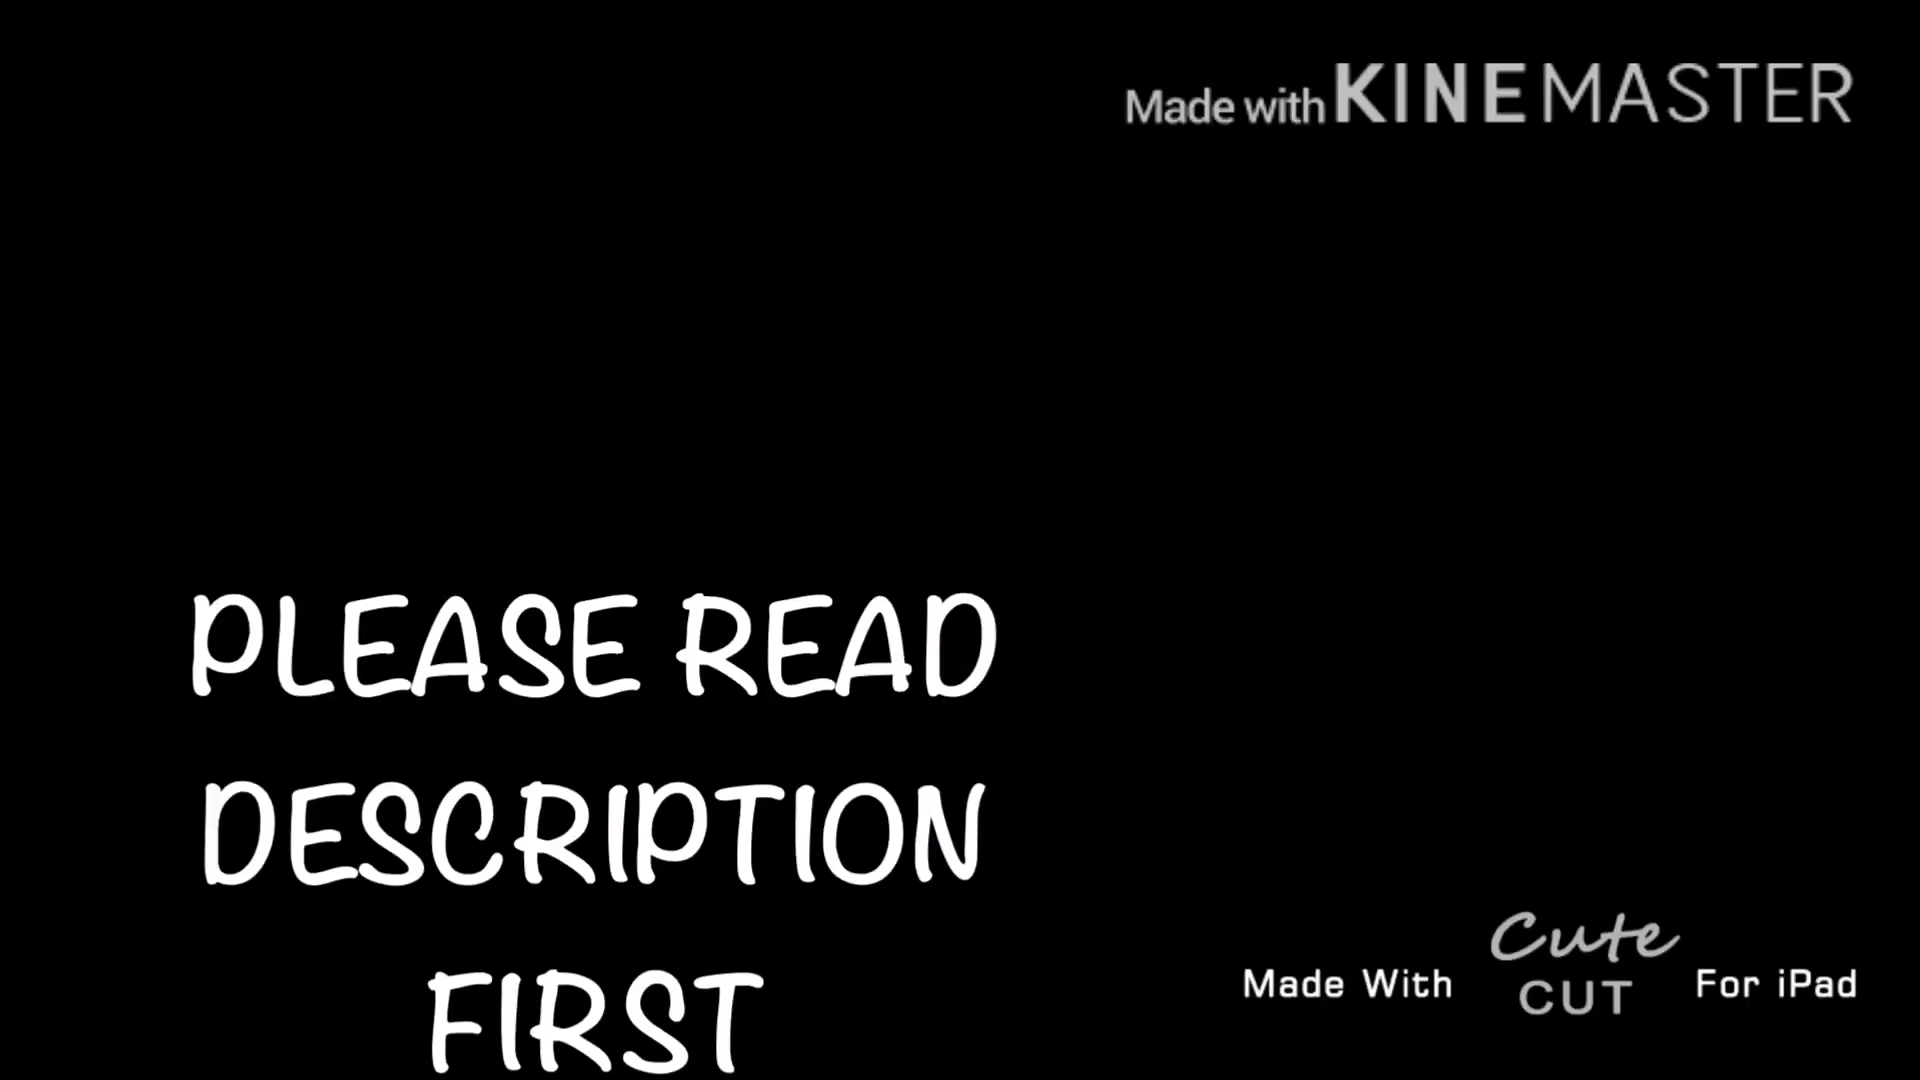 Made with KINEMASTER
PLEASE READ
DESCRIPTION
FIRST
Made With Cute CUT For iPad